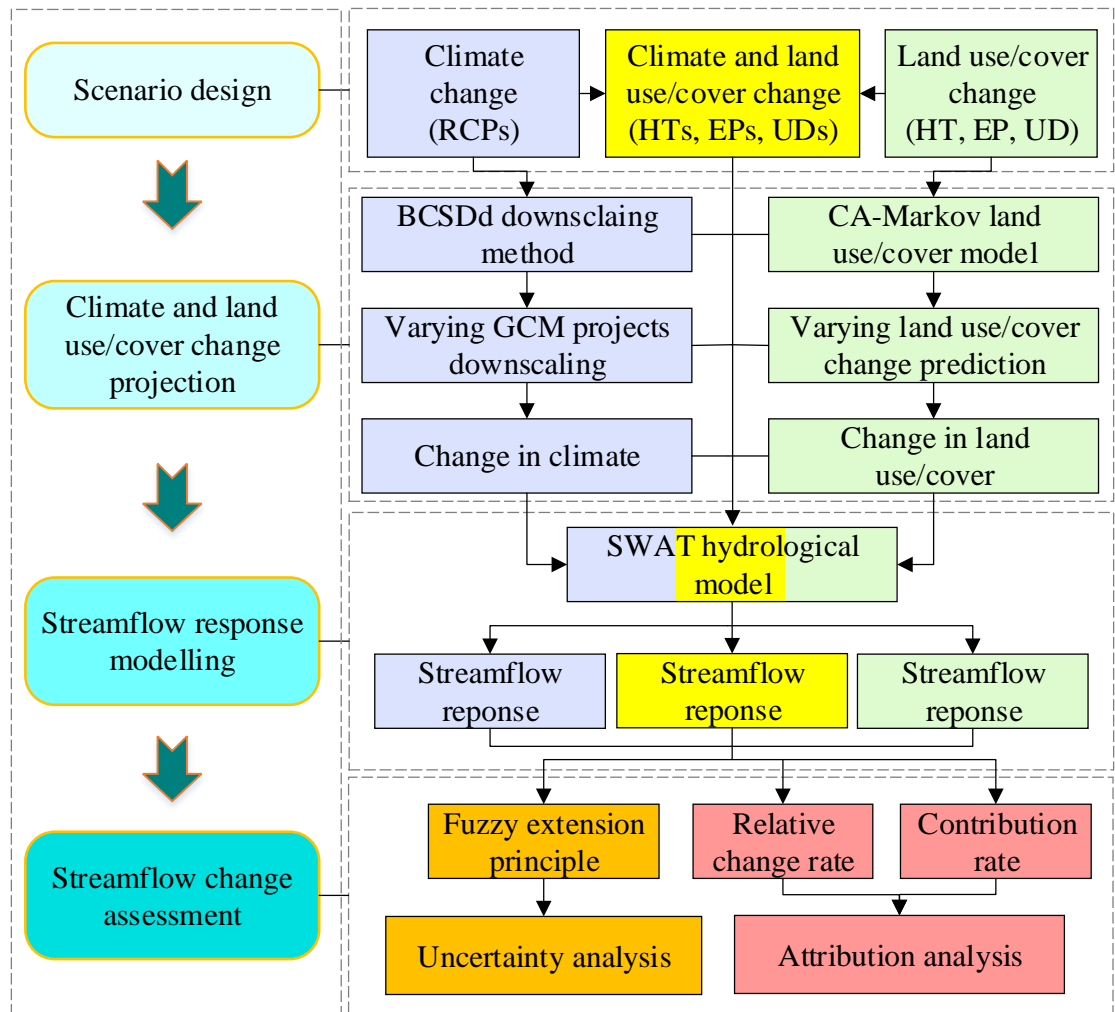 Scenario design
Climate
change
(RCPs)
Climate and land
use/cover change
(HTs, EPs, UDs)
Land use/cover
change
(HT, EP, UD)
Climate and land
use/cover change
projection
BCSDd downsclaing
method
CA-Markov land
use/cover model
Varying GCM projects
downscaling
Varying land use/cover
change prediction
Change in climate
Change in land
use/cover
Streamflow response
modelling
SWAT hydrological
model
Streamflow
reponse
Streamflow
reponse
Streamflow
response
Streamflow change
assessment
Fuzzy extension
principle
Relative
change rate
Contribution
rate
Uncertainty analysis
Attribution analysis